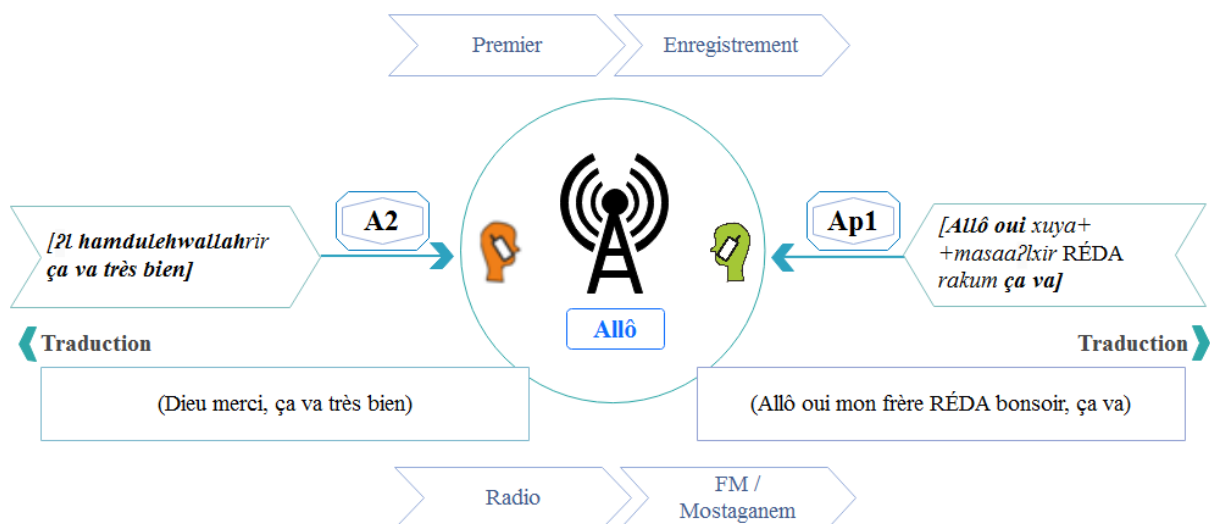 Premier
Enregistrement
A2
[ʔl hamdulehwallahrir
ça va très bien]
Allô
Ap1
[Allô oui xuya+
+masaaʔlxir RÉDA
rakum ça va]
Traduction
(Dieu merci, ça va très bien)
Traduction
(Allô oui mon frère RÉDA bonsoir, ça va)
Radio
FM /
Mostaganem